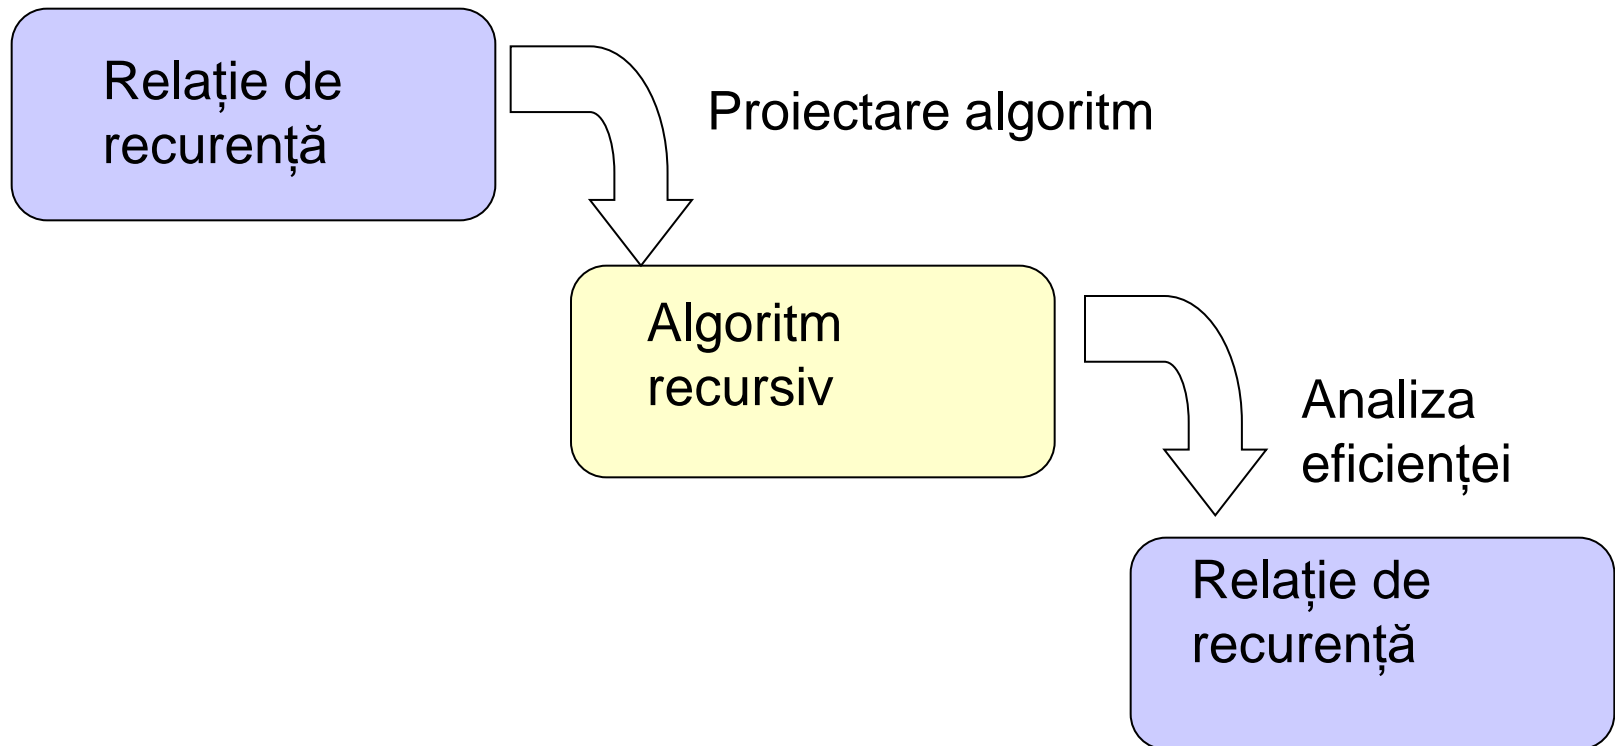 Relație de
recurență
Proiectare algoritm
Algoritm
recursiv
Analiza
eficienței
Relație de
recurență